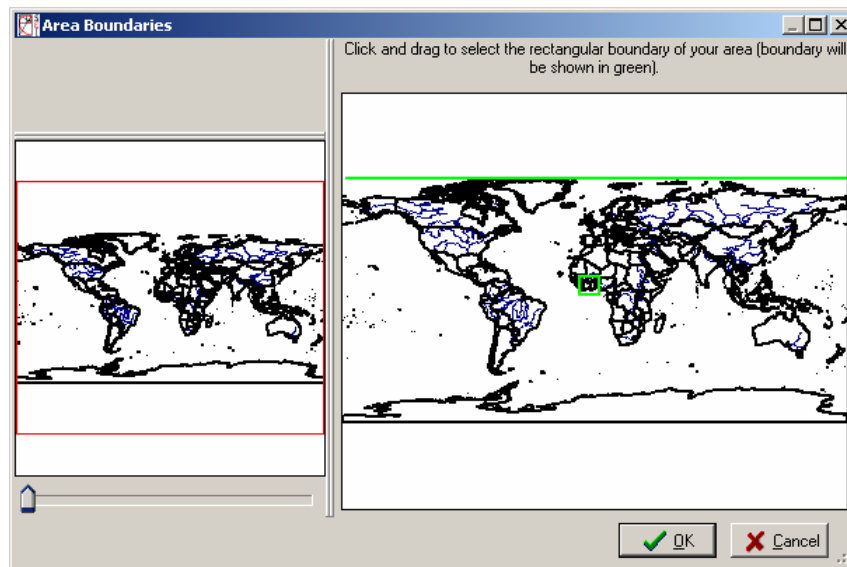 Area Boundaries
Click and drag to select the rectangular boundary of your area (boundary will
be shown in green).
OK
Cancel